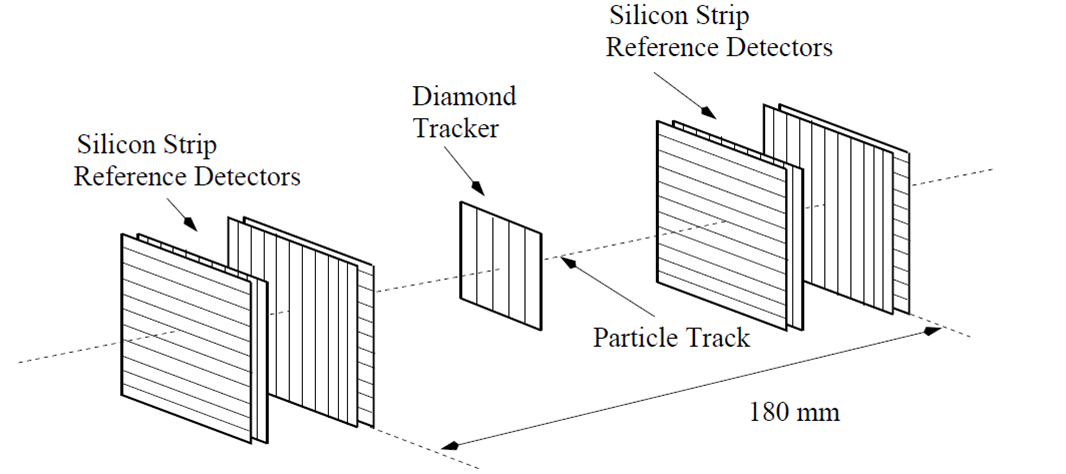 Silicon Strip
Reference Detectors
Diamond
Tracker
Silicon Strip
Reference Detectors
Particle Track
180 mm